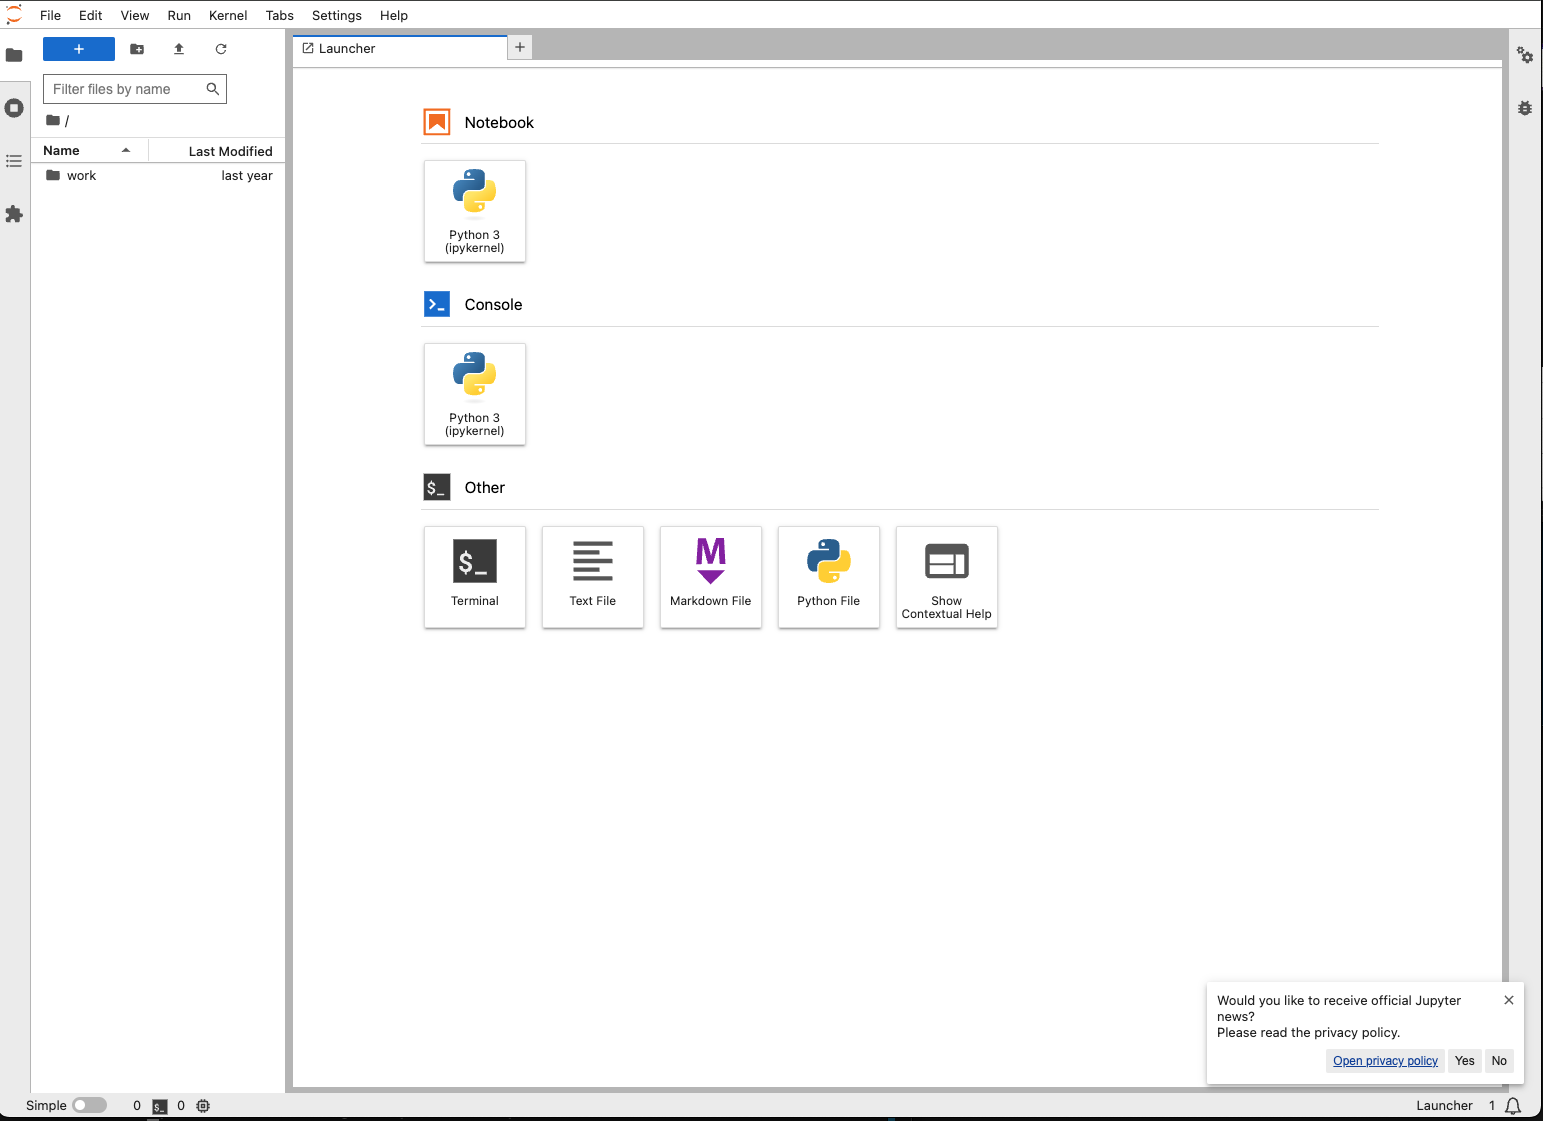 File Edit View Run Kernel Tabs Settings Help
Launcher
Filter files by name
/
Name Last Modified
work last year
Notebook
Python 3
(ipykernel)
Console
Python 3
(ipykernel)
$_ Other
$_
Terminal
Text File
M
Markdown File
Python File
Show
Contextual Help
Would you like to receive official Jupyter
news?
Please read the privacy policy.
Open privacy policy Yes No
Simple 0 $_ 0 Launcher 1